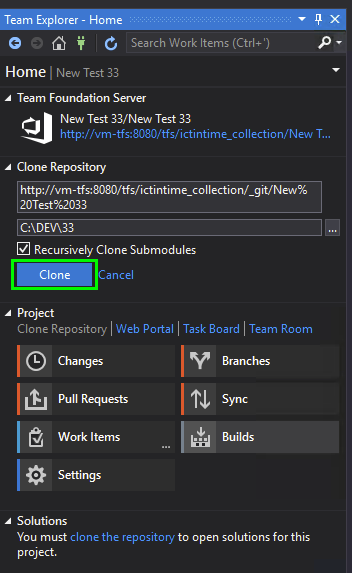 Team Explorer - Home
Search Work Items (Ctrl+')
Home | New Test 33
Team Foundation Server
New Test 33/New Test 33
http://vm-tfs:8080/tfs/ictintime_collection/New T...
Clone Repository
http://vm-tfs:8080/tfs/ictintime_collection/_git/New%
20Test%2033
C:\DEV\33
...
Recursively Clone Submodules
Clone Cancel
Project
Clone Repository | Web Portal | Task Board | Team Room
Changes Branches
Pull Requests Sync
Work Items ... Builds
Settings
Solutions
You must clone the repository to open solutions for this
project.